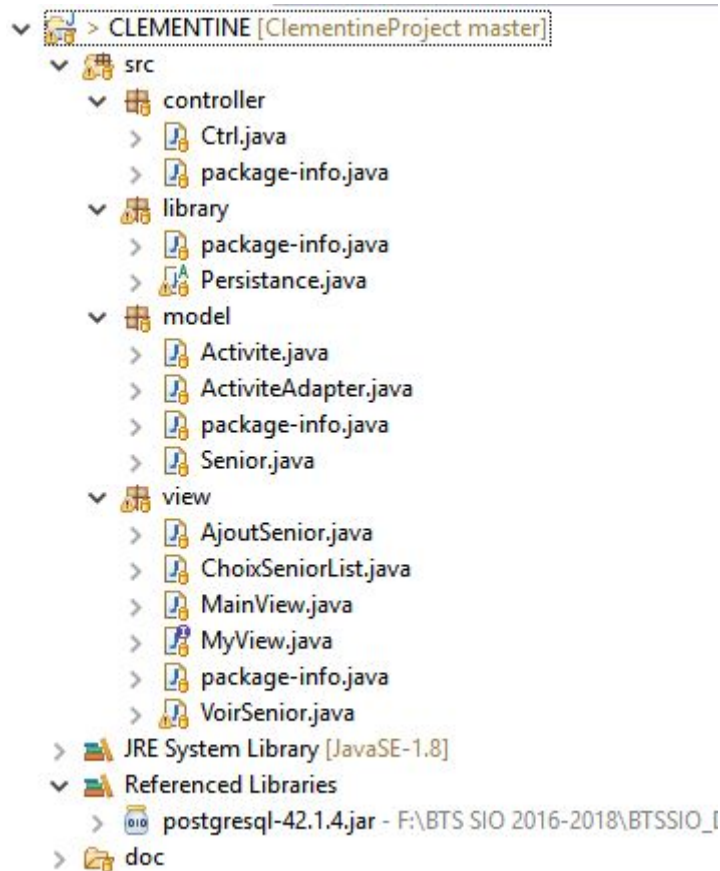 > CLEMENTINE [ClementineProject master]
src
controller
Ctrl.java
package-info.java
library
package-info.java
Persistance.java
model
Activite.java
ActiviteAdapter.java
package-info.java
Senior.java
view
AjoutSenior.java
ChoixSeniorList.java
MainView.java
MyView.java
package-info.java
VoirSenior.java
JRE System Library [JavaSE-1.8]
Referenced Libraries
postgresql-42.1.4.jar - F:\BTS SIO 2016-2018\BTSSIO_
doc